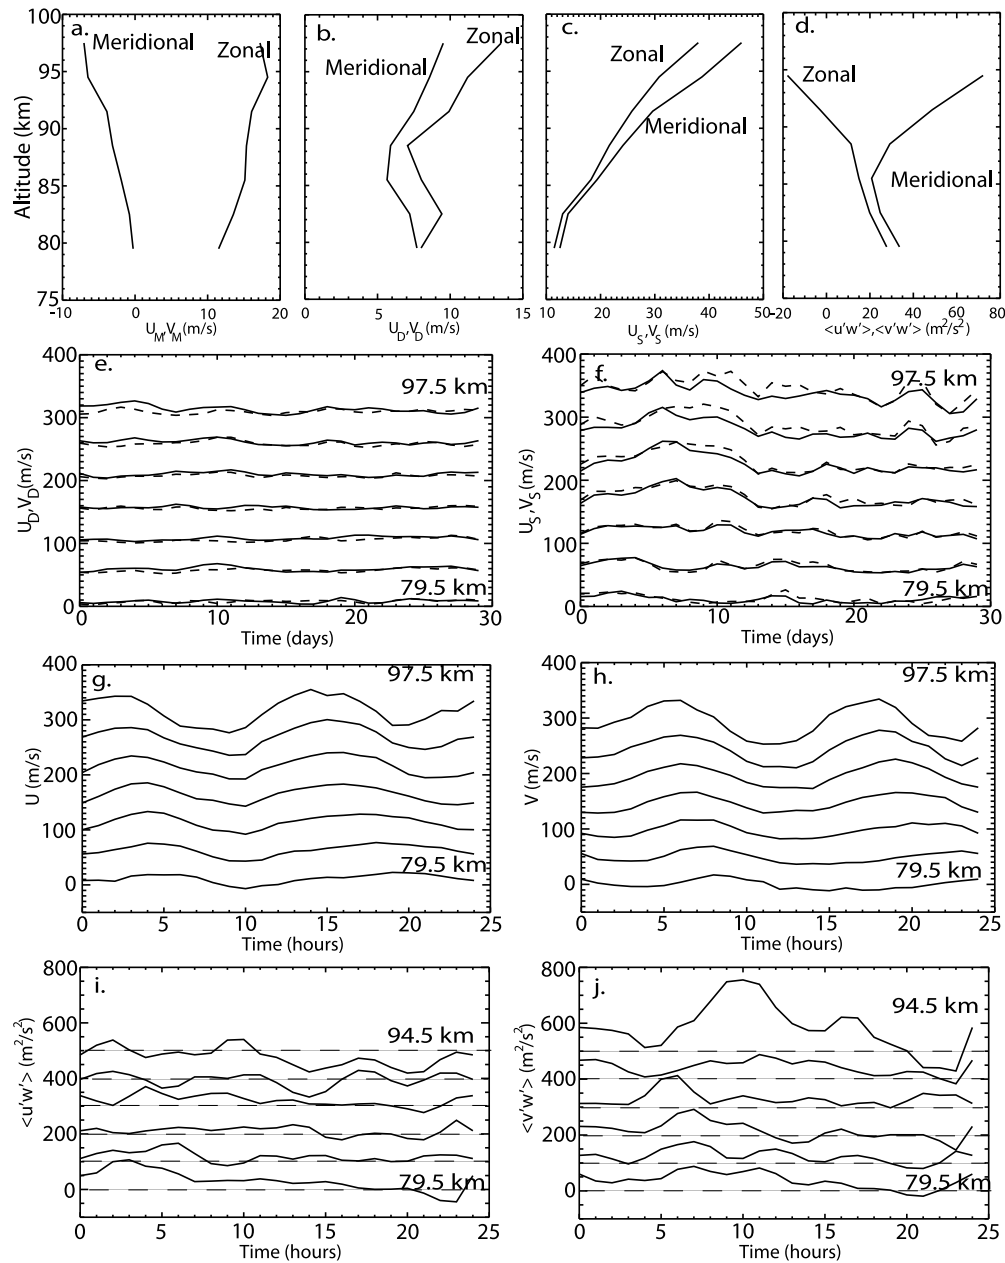 a. b. c. d.
Meridional Zonal Meridional Zonal Zonal Meridional Zonal Meridional
Altitude (km)
100
95
90
85
80
75
-10 0 10 20 0 5 10 15 10 20 30 40 50 -20 0 20 40 60 80
U_M,V_M (m/s) U_D,V_D (m/s) U_S,V_S (m/s) <u'w'>,<v'w'> (m²/s²)
e. f.
97.5 km 97.5 km
U_D,V_D (m/s) U_S,V_S (m/s)
400 400
300 300
200 200
100 100
0 0
79.5 km 79.5 km
0 10 20 30 0 10 20 30
Time (days) Time (days)
g. h.
97.5 km 97.5 km
U (m/s) V (m/s)
400 400
300 300
200 200
100 100
0 0
79.5 km 79.5 km
0 5 10 15 20 25 0 5 10 15 20 25
Time (hours) Time (hours)
i. j.
94.5 km 94.5 km
<u'w'> (m²/s²) <v'w'> (m²/s²)
800 800
600 600
400 400
200 200
0 0
79.5 km 79.5 km
0 5 10 15 20 25 0 5 10 15 20 25
Time (hours) Time (hours)